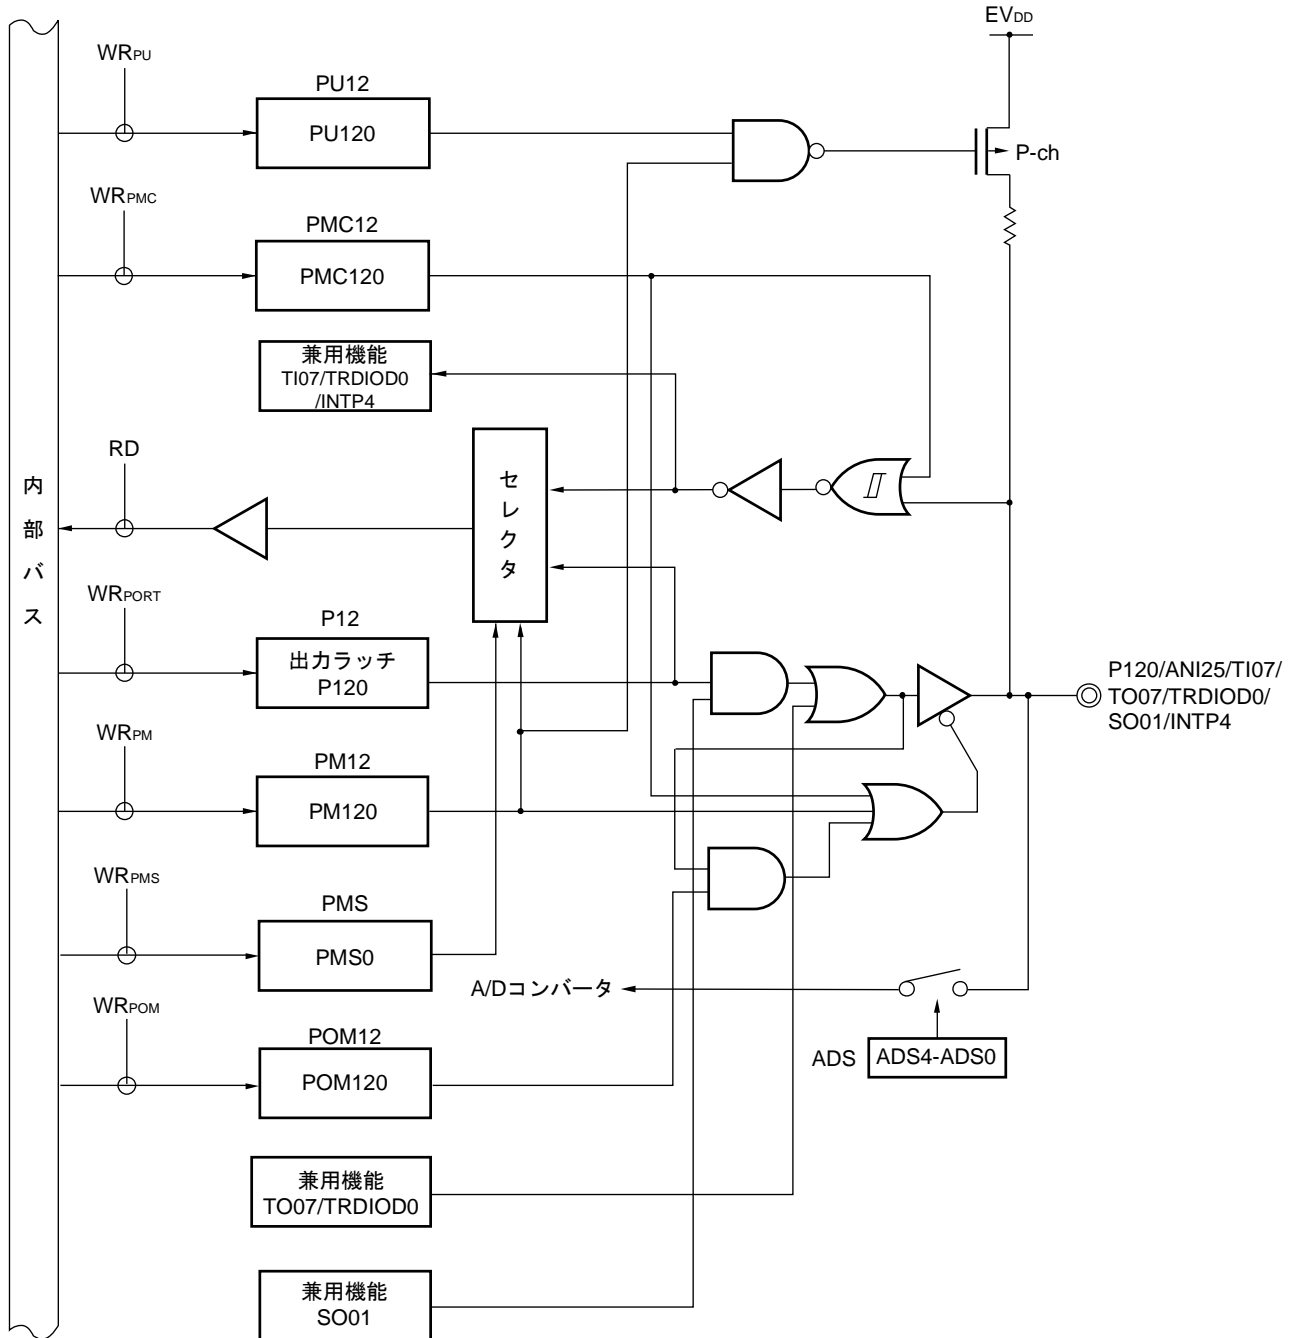 EVDD
WRPU
PU12
PU120
P-ch
WRPMC
PMC12
PMC120
兼用機能
TI07/TRDIOD0
/INTP4
RD
セレクタ
内部バス
WRPORT
P12
出力ラッチ
P120
P120/ANI25/TI07/
TO07/TRDIOD0/
SO01/INTP4
WRPM
PM12
PM120
WRPMS
PMS
PMS0
A/Dコンバータ
WRPOM
POM12
POM120
ADS
ADS4-ADS0
兼用機能
TO07/TRDIOD0
兼用機能
SO01